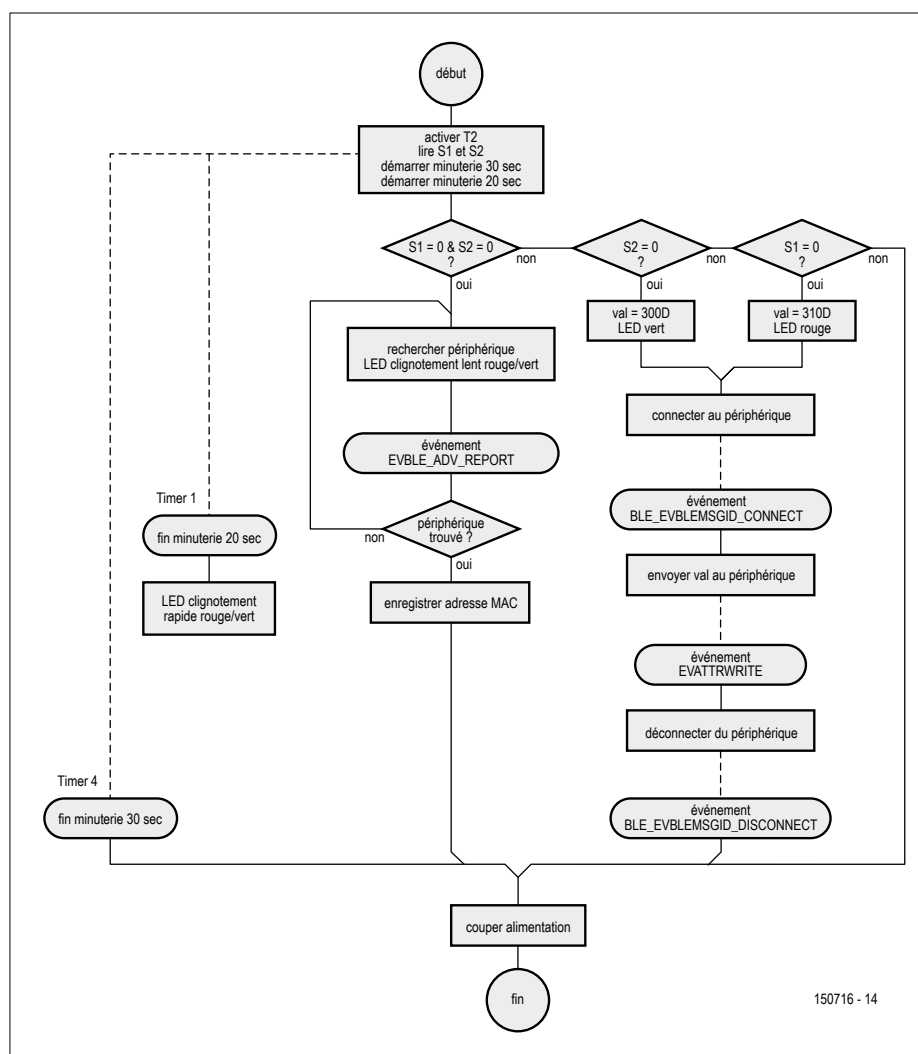 début
activer T2
lire S1 et S2
démarrer minuterie 30 sec
démarrer minuterie 20 sec
S1 = 0 & S2 = 0
?
non
oui
S2 = 0
?
non
oui
S1 = 0
?
non
oui
val = 300D
LED vert
val = 310D
LED rouge
rechercher périphérique
LED clignotement lent rouge/vert
connecter au périphérique
événement
EVBLE_ADV_REPORT
événement
BLE_EVBLEMSGID_CONNECT
Timer 1
fin minuterie 20 sec
périphérique
trouvé ?
non
oui
envoyer val au périphérique
LED clignotement
rapide rouge/vert
enregistrer adresse MAC
événement
EVATTRWRITE
déconnecter du périphérique
Timer 4
fin minuterie 30 sec
événement
BLE_EVBLEMSGID_DISCONNECT
couper alimentation
fin
150716 - 14